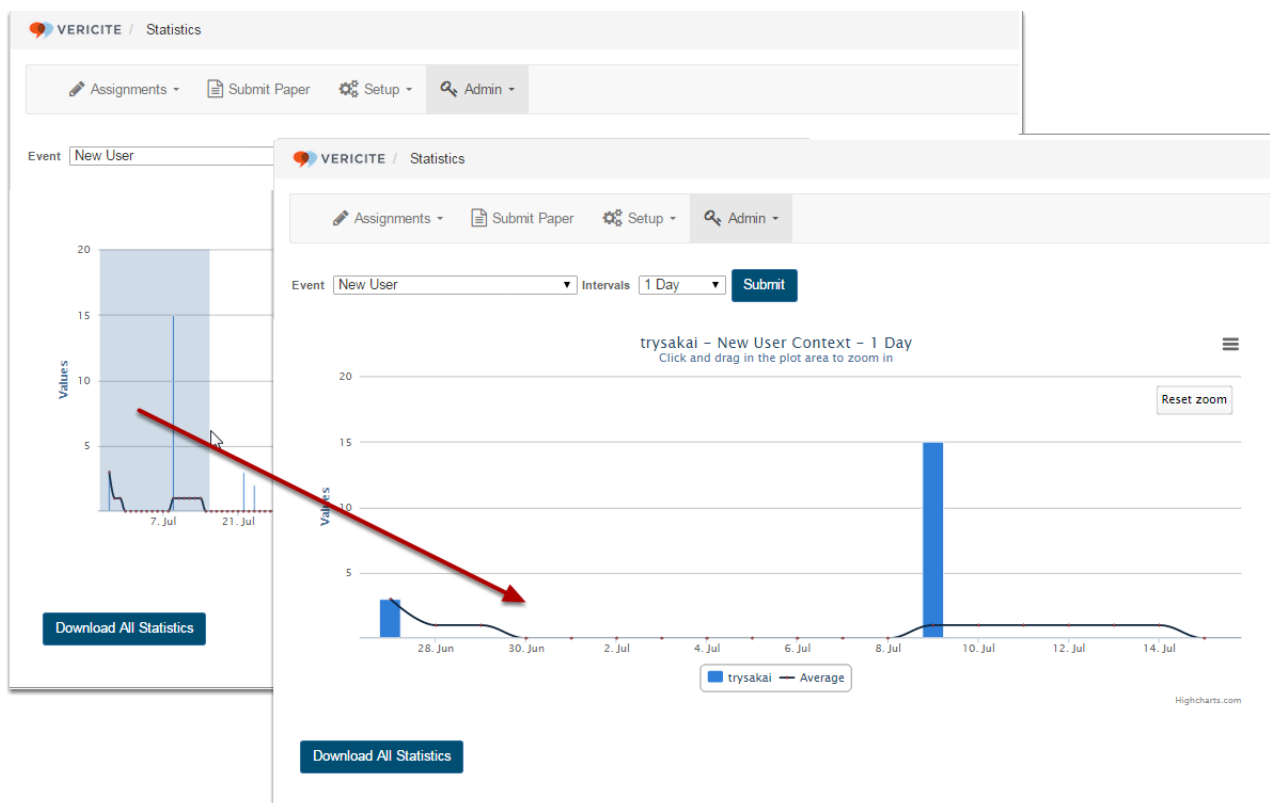 VERICITE / Statistics
Assignments Submit Paper Setup Admin
Event New User
20
15
Values
10
5
7. Jul 21. Jul
Download All Statistics
VERICITE / Statistics
Assignments Submit Paper Setup Admin
Event New User Intervals 1 Day Submit
trysakai – New User Context – 1 Day
Click and drag in the plot area to zoom in
Reset zoom
20
15
Values
10
5
28. Jun 30. Jun 2. Jul 4. Jul 6. Jul 8. Jul 10. Jul 12. Jul 14. Jul
trysakai Average
Highcharts.com
Download All Statistics